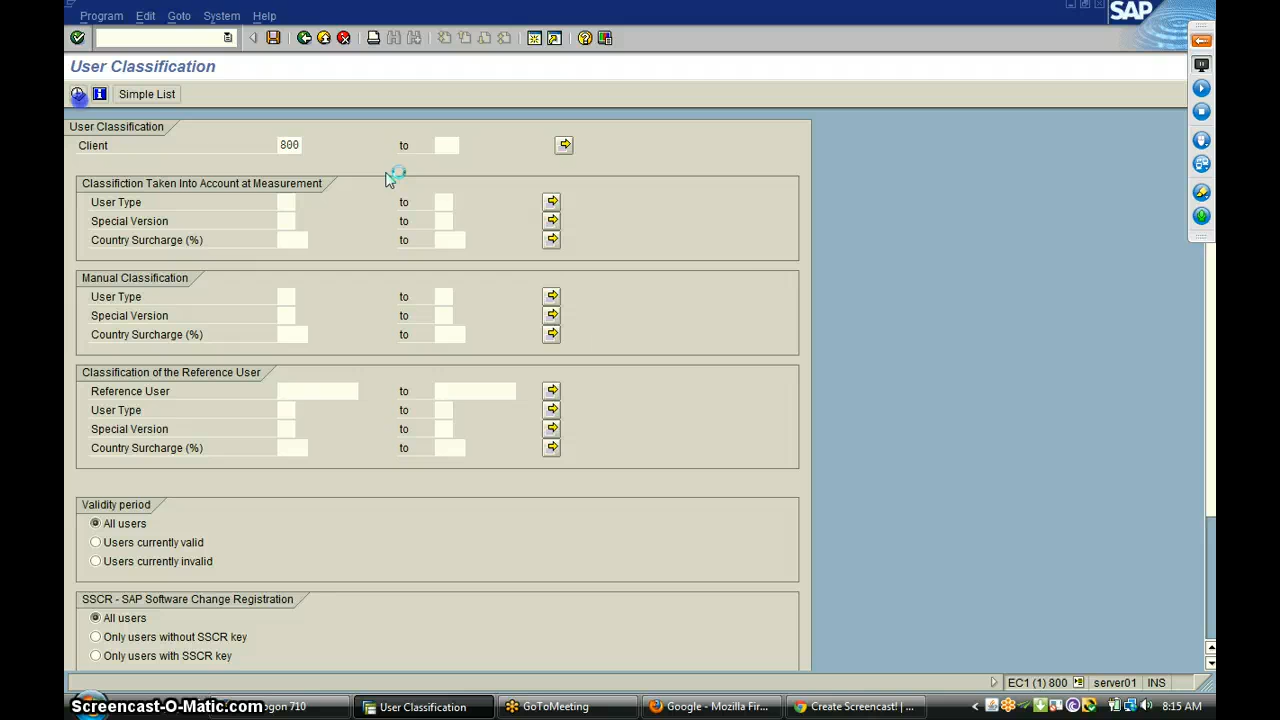 Program Edit Goto System Help
SAP
User Classification
Simple List
User Classification
Client 800 to
Classifiction Taken Into Account at Measurement
User Type to
Special Version to
Country Surcharge (%) to
Manual Classification
User Type to
Special Version to
Country Surcharge (%) to
Classification of the Reference User
Reference User to
User Type to
Special Version to
Country Surcharge (%) to
Validity period
All users
Users currently valid
Users currently invalid
SSCR - SAP Software Change Registration
All users
Only users without SSCR key
Only users with SSCR key
EC1 (1) 800 server01 INS
Screencast-O-Matic.com ogon 710 User Classification GoToMeeting Google - Mozilla Fir... Create Screencast! | ... 8:15 AM